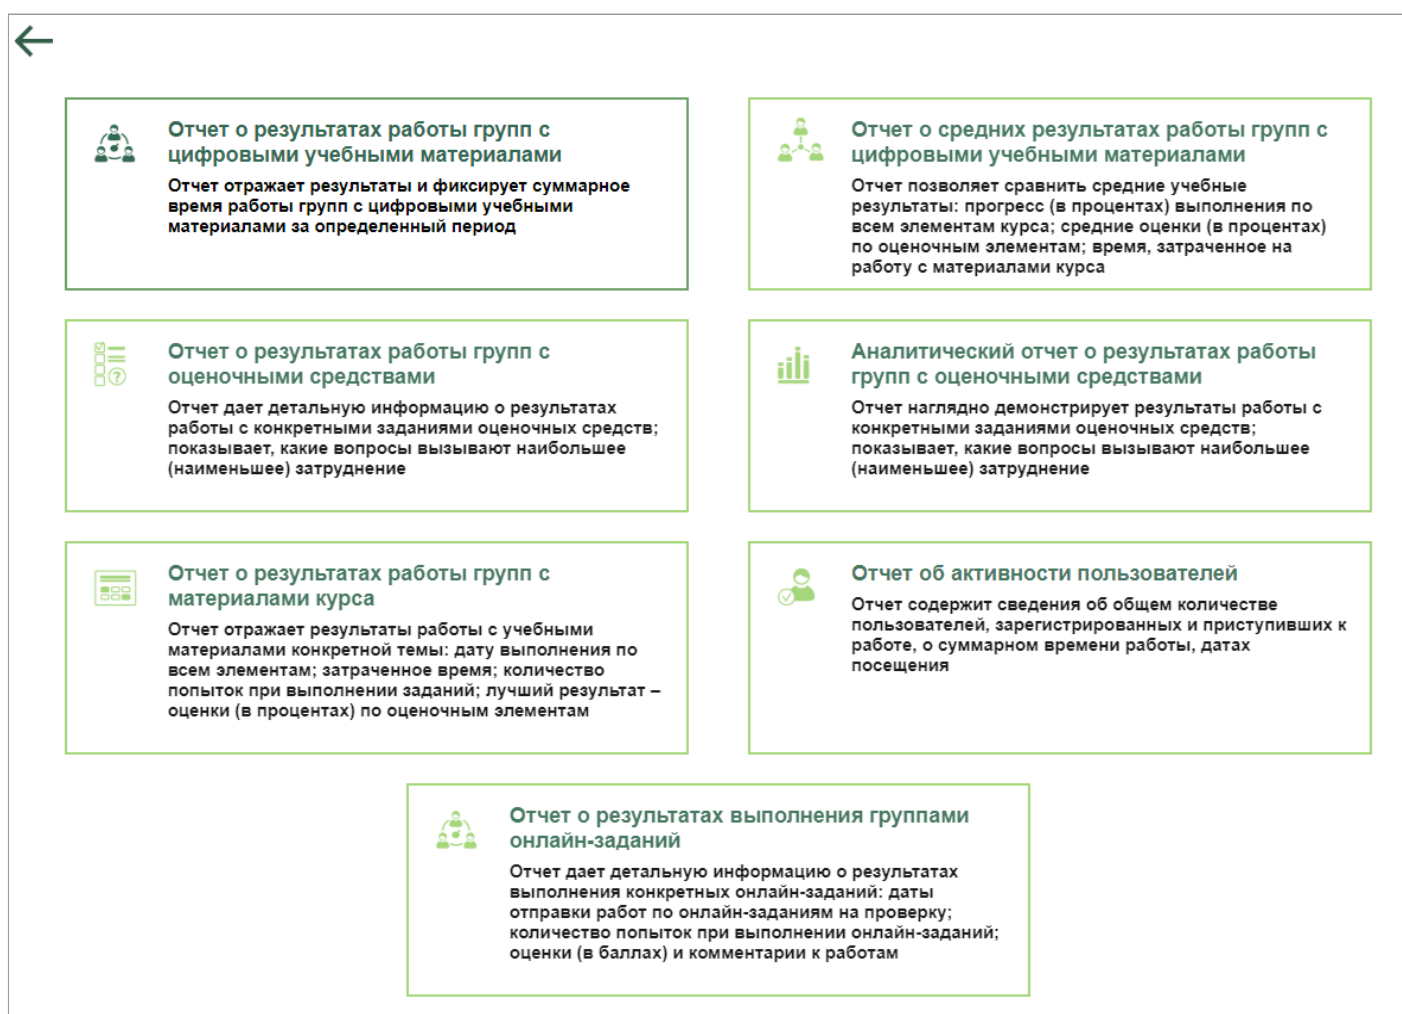 Отчет о результатах работы групп с
цифровыми учебными материалами
Отчет отражает результаты и фиксирует суммарное
время работы групп с цифровыми учебными
материалами за определенный период
Отчет о средних результатах работы групп с
цифровыми учебными материалами
Отчет позволяет сравнить средние учебные
результаты: прогресс (в процентах) выполнения по
всем элементам курса; средние оценки (в процентах)
по оценочным элементам; время, затраченное на
работу с материалами курса
Отчет о результатах работы групп с
оценочными средствами
Отчет дает детальную информацию о результатах
работы с конкретными заданиями оценочных средств;
показывает, какие вопросы вызывают наибольшее
(наименьшее) затруднение
Аналитический отчет о результатах работы
групп с оценочными средствами
Отчет наглядно демонстрирует результаты работы с
конкретными заданиями оценочных средств;
показывает, какие вопросы вызывают наибольшее
(наименьшее) затруднение
Отчет о результатах работы групп с
материалами курса
Отчет отражает результаты работы с учебными
материалами конкретной темы: дату выполнения по
всем элементам; затраченное время; количество
попыток при выполнении заданий; лучший результат –
оценки (в процентах) по оценочным элементам
Отчет об активности пользователей
Отчет содержит сведения об общем количестве
пользователей, зарегистрированных и приступивших к
работе, о суммарном времени работы, датах
посещения
Отчет о результатах выполнения группами
онлайн-заданий
Отчет дает детальную информацию о результатах
выполнения конкретных онлайн-заданий: даты
отправки работ по онлайн-заданиям на проверку;
количество попыток при выполнении онлайн-заданий;
оценки (в баллах) и комментарии к работам